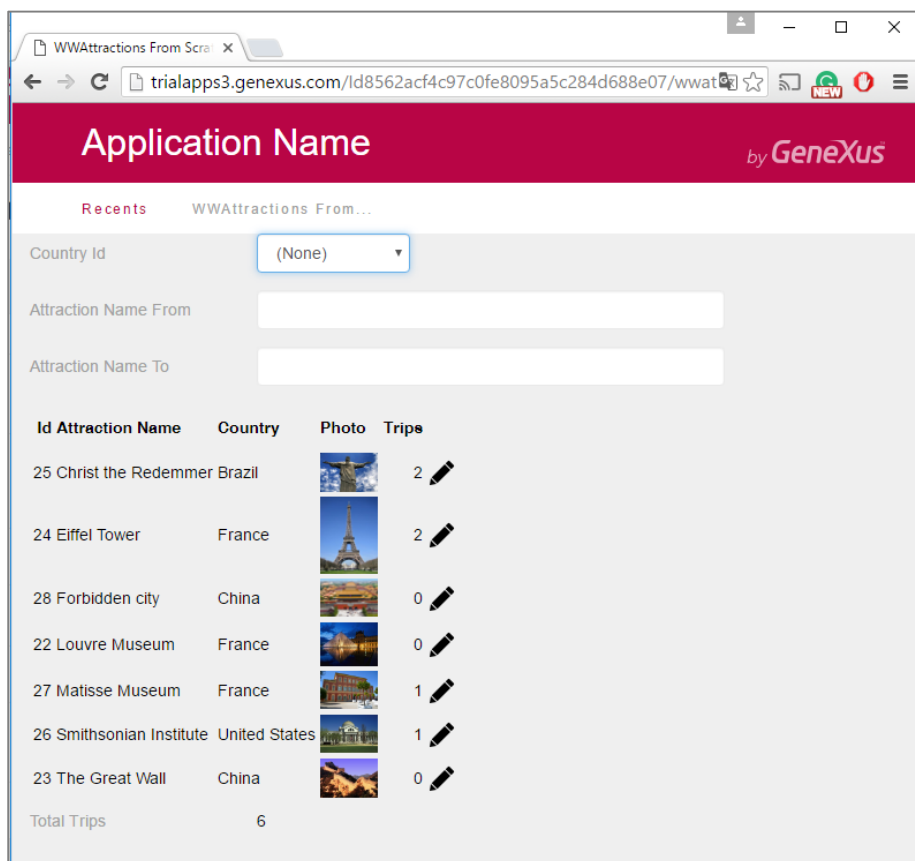 WWAttractions From Scra
trialapps3.genexus.com/Id8562acf4c97c0fe8095a5c284d688e07/wwat
NEW
Application Name
by GeneXus
Recents WWAttractions From...
Country Id (None)
Attraction Name From
Attraction Name To
Id Attraction Name Country Photo Trips
25 Christ the Redemmer Brazil 2
24 Eiffel Tower France 2
28 Forbidden city China 0
22 Louvre Museum France 0
27 Matisse Museum France 1
26 Smithsonian Institute United States 1
23 The Great Wall China 0
Total Trips 6